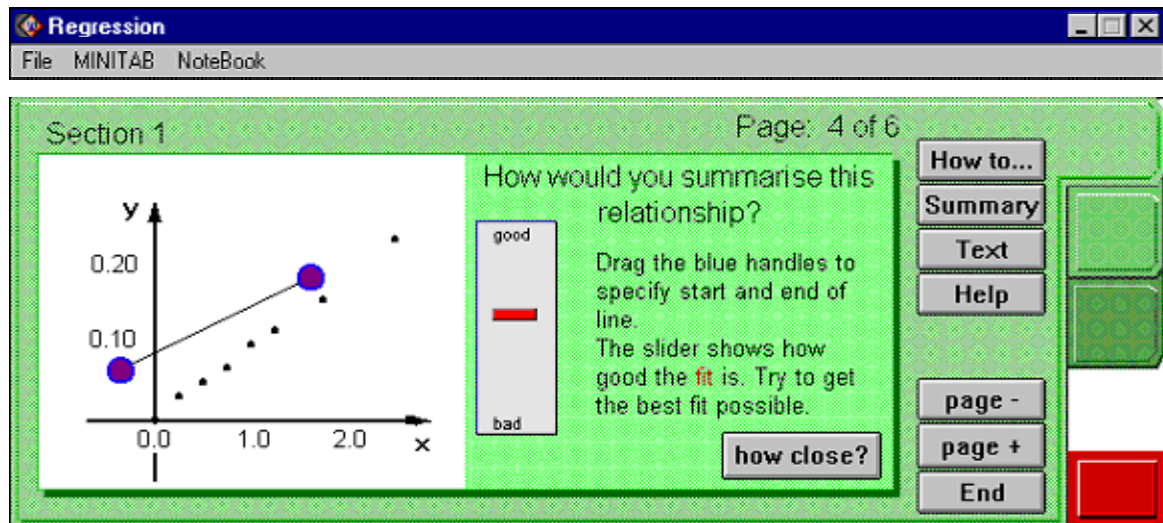 Regression
File MINITAB NoteBook
Section 1
Page: 4 of 6
How would you summarise this
relationship?
y
0.20
0.10
0.0 1.0 2.0 x
good
bad
Drag the blue handles to
specify start and end of
line.
The slider shows how
good the fit is. Try to get
the best fit possible.
how close?
How to...
Summary
Text
Help
page -
page +
End